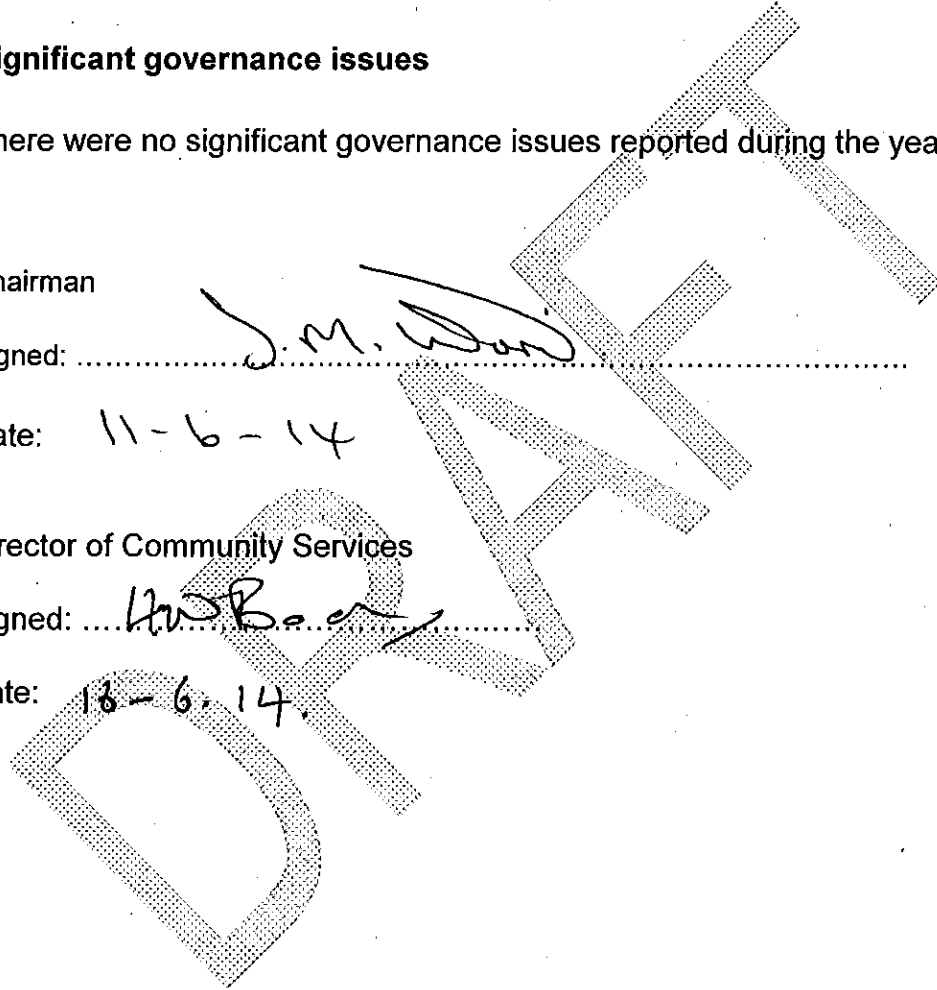 ignificant governance issues
here were no significant governance issues reported during the yea
hairman
gned: ........................ J. M.
ate: 11-6-14
rector of Community Services
gned: ....
ate: 18-6.14.
DRAFT